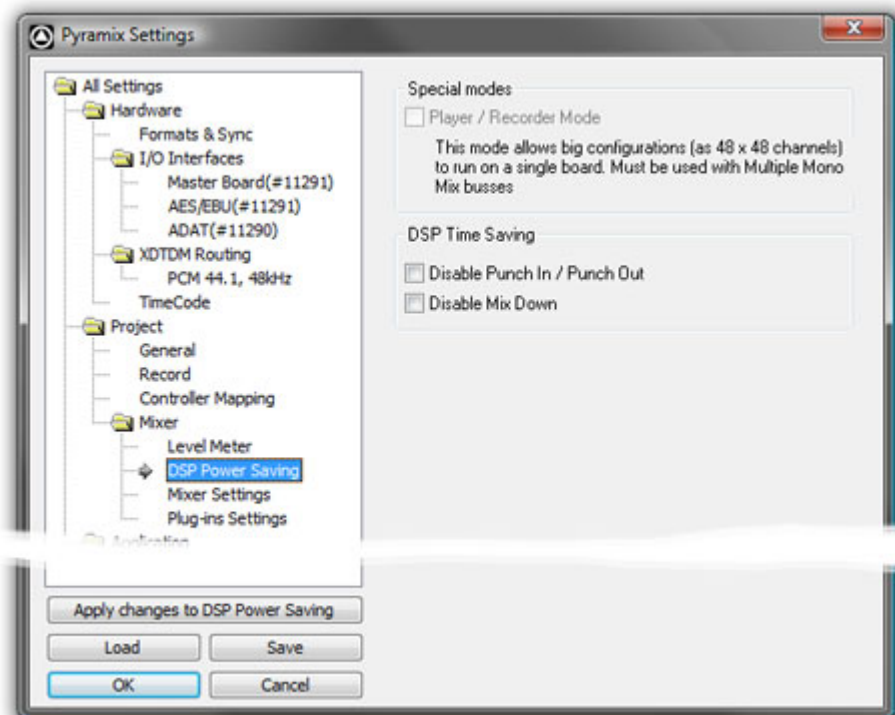 Pyramix Settings
All Settings
Hardware
Formats & Sync
I/O Interfaces
Master Board(#11291)
AES/EBU(#11291)
ADAT(#11290)
XDTDM Routing
PCM 44.1, 48kHz
TimeCode
Project
General
Record
Controller Mapping
Mixer
Level Meter
DSP Power Saving
Mixer Settings
Plug-ins Settings
Application
Apply changes to DSP Power Saving
Load
Save
OK
Cancel
Special modes
Player / Recorder Mode
This mode allows big configurations (as 48 x 48 channels)
to run on a single board. Must be used with Multiple Mono
Mix busses
DSP Time Saving
Disable Punch In / Punch Out
Disable Mix Down